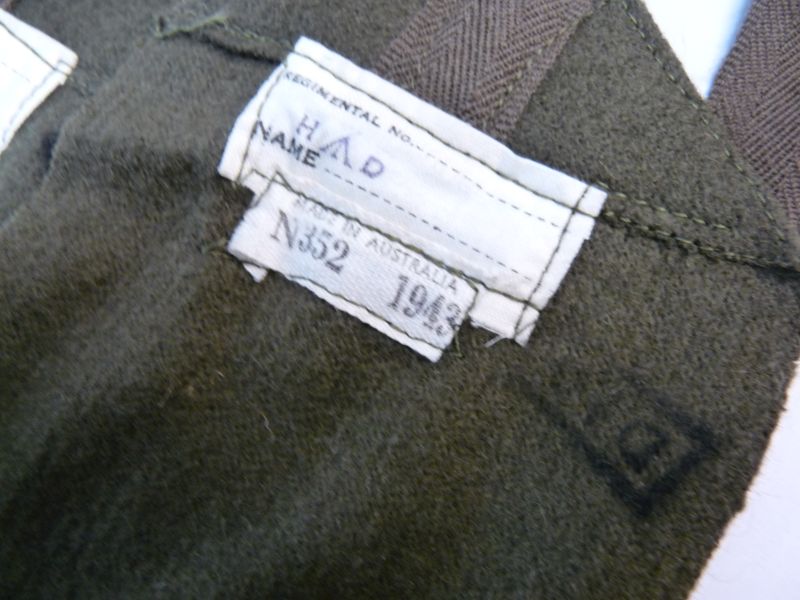 REGIMENTAL No.
H A D
NAME
MADE IN AUSTRALIA
N352 1943